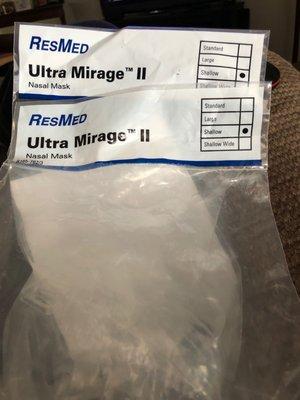 RESMED
Ultra Mirage™ II
Nasal Mask
Standard
Large
Shallow
Shallow Wide
RESMED
Ultra Mirage™ II
Nasal Mask
Standard
Large
Shallow
Shallow Wide